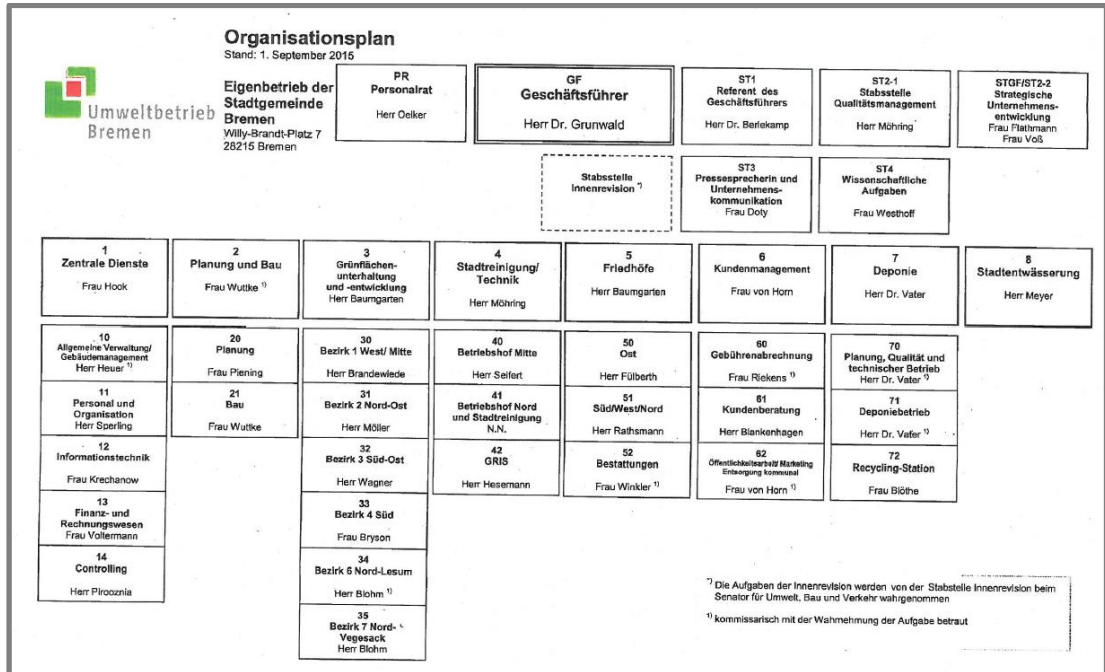 Organisationsplan
Stand: 1. September 2015
Umweltbetrieb
Bremen
Eigenbetrieb der
Stadtgemeinde
Bremen
Willy-Brandt-Platz 7
28215 Bremen
PR
Personalrat
Herr Oelker
GF
Geschäftsführer
Herr Dr. Grunwald
ST1
Referent des
Geschäftsführers
Herr Dr. Berlekamp
ST2-1
Stabsstelle
Qualitätsmanagement
Herr Möhring
STGF/ST2-2
Strategische
Unternehmens-
entwicklung
Frau Flathmann
Frau Voß
Stabsstelle
Innenrevision *)
ST3
Pressesprecherin und
Unternehmens-
kommunikation
Frau Doty
ST4
Wissenschaftliche
Aufgaben
Frau Westhoff
1
Zentrale Dienste
Frau Hook
2
Planung und Bau
Frau Wuttke 1)
3
Grünflächen-
unterhaltung
und -entwicklung
Herr Baumgarten
4
Stadtreinigung/
Technik
Herr Möhring
5
Friedhöfe
Herr Baumgarten
6
Kundenmanagement
Frau von Horn
7
Deponie
Herr Dr. Vater
8
Stadtentwässerung
Herr Meyer
10
Allgemeine Verwaltung/
Gebäudemanagement
Herr Heuer 1)
11
Personal und
Organisation
Herr Sperling
12
Informationstechnik
Frau Krechanow
13
Finanz- und
Rechnungswesen
Frau Voltermann
14
Controlling
Herr Pirooznia
20
Planung
Frau Piening
21
Bau
Frau Wuttke
30
Bezirk 1 West/ Mitte
Herr Brandewiede
31
Bezirk 2 Nord-Ost
Herr Möller
32
Bezirk 3 Süd-Ost
Herr Wagner
33
Bezirk 4 Süd
Frau Bryson
34
Bezirk 6 Nord-Lesum
Herr Blohm 1)
35
Bezirk 7 Nord-
Vegesack
Herr Blohm
40
Betriebshof Mitte
Herr Seifert
41
Betriebshof Nord
und Stadtreinigung
N.N.
42
GRIS
Herr Hesemann
50
Ost
Herr Fülberth
51
Süd/West/Nord
Herr Rathsmann
52
Bestattungen
Frau Winkler 1)
60
Gebührenabrechnung
Frau Riekens 1)
61
Kundenberatung
Herr Blankenhagen
62
Öffentlichkeitsarbeit/ Marketing
Entsorgung kommunal
Frau von Horn 1)
70
Planung, Qualität und
technischer Betrieb
Herr Dr. Vater 1)
71
Deponiebetrieb
Herr Dr. Vater 1)
72
Recycling-Station
Frau Blöthe
*) Die Aufgaben der Innenrevision werden von der Stabstelle Innenrevision beim
Senator für Umwelt, Bau und Verkehr wahrgenommen
1) kommissarisch mit der Wahrnehmung der Aufgabe betraut